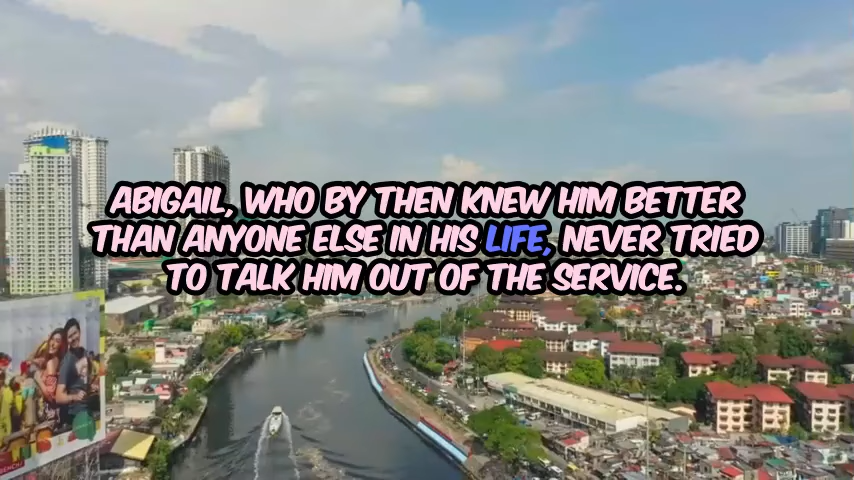 ABIGAIL, WHO BY THEN KNEW HIM BETTER
THAN ANYONE ELSE IN HIS LIFE, NEVER TRIED
TO TALK HIM OUT OF THE SERVICE.
BENCH/